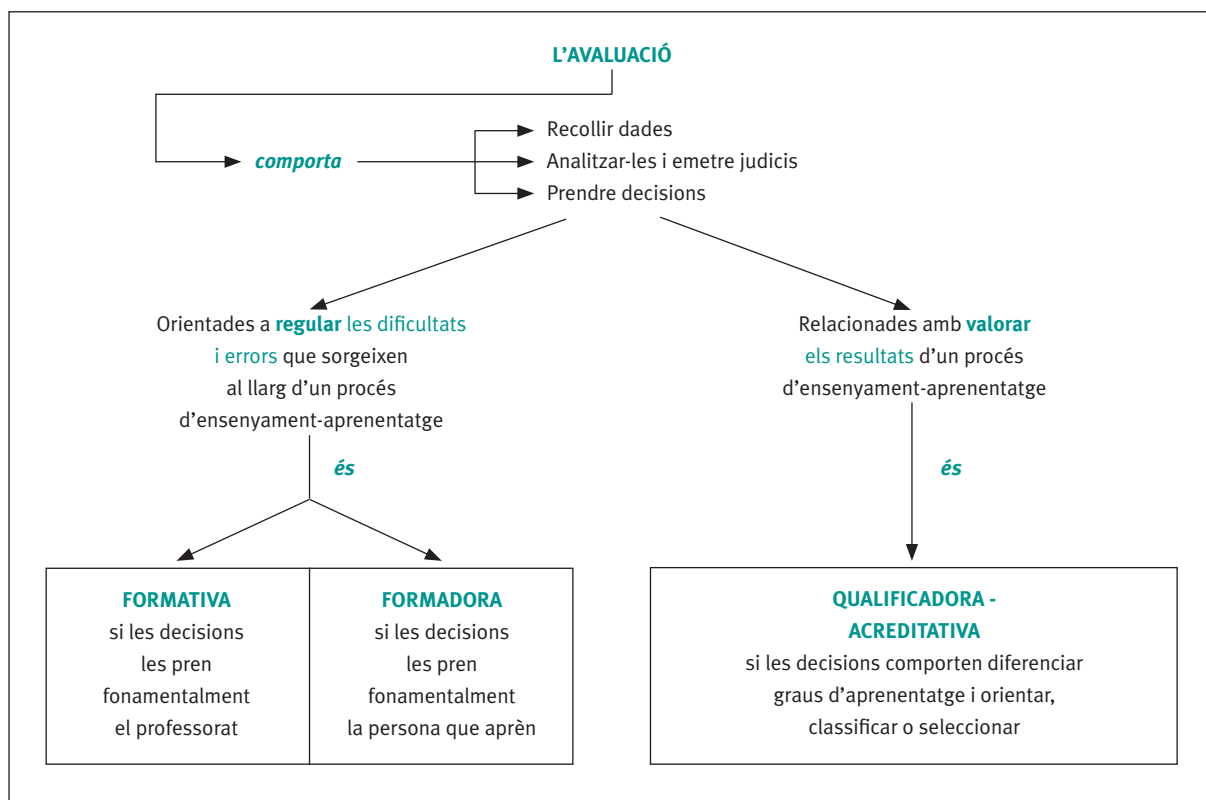 L'AVALUACIÓ
comporta
Recollir dades
Analitzar-les i emetre judicis
Prendre decisions
Orientades a regular les dificultats
i errors que sorgeixen
al llarg d'un procés
d'ensenyament-aprenentatge
és
Relacionades amb valorar
els resultats d'un procés
d'ensenyament-aprenentatge
és
FORMATIVA
si les decisions
les pren
fonamentalment
el professorat
FORMADORA
si les decisions
les pren
fonamentalment
la persona que aprèn
QUALIFICADORA -
ACREDITATIVA
si les decisions comporten diferenciar
graus d'aprenentatge i orientar,
classificar o seleccionar